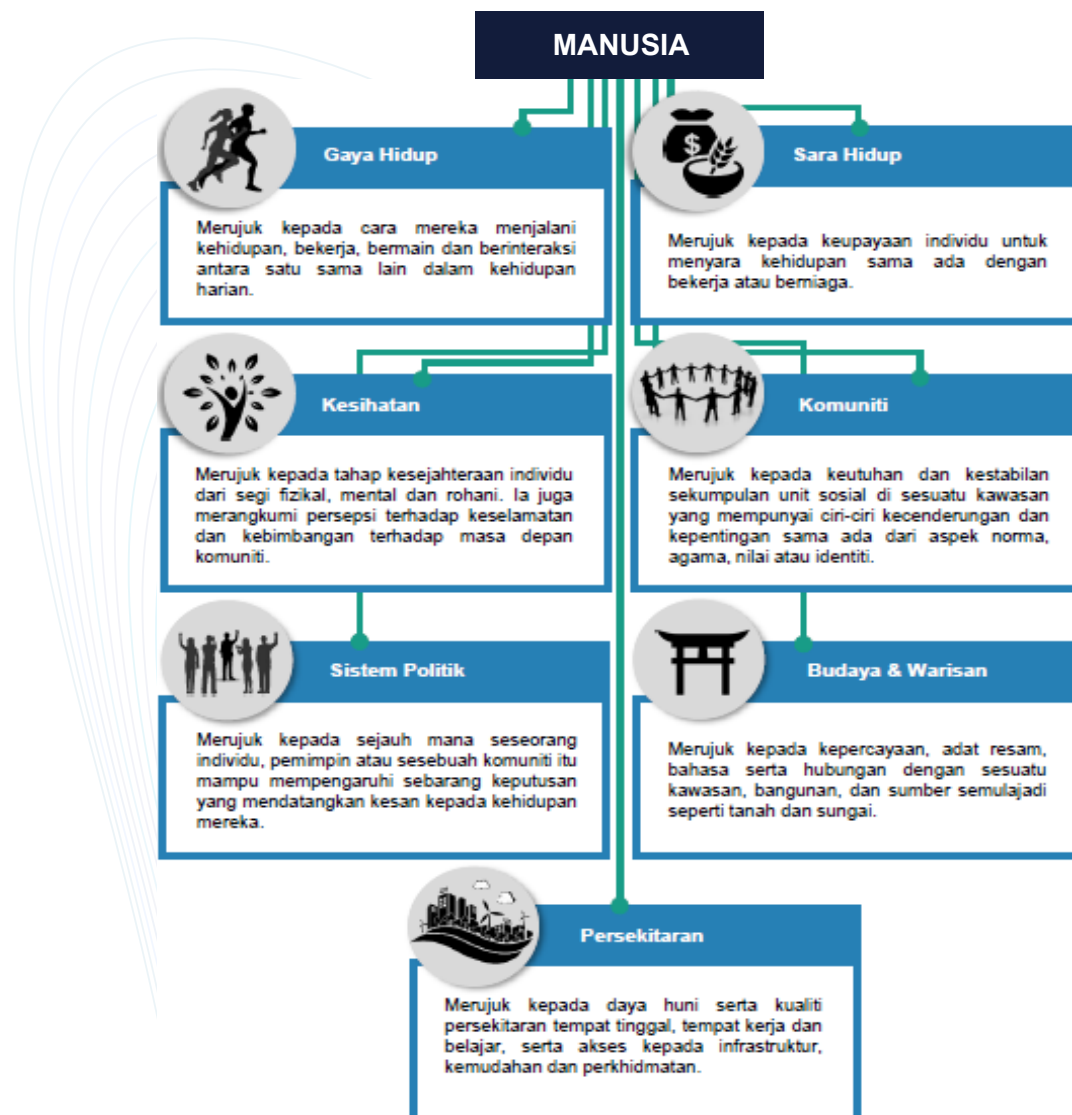 MANUSIA
Gaya Hidup
Merujuk kepada cara mereka menjalani
kehidupan, bekerja, bermain dan berinteraksi
antara satu sama lain dalam kehidupan
harian.
$
Sara Hidup
Merujuk kepada keupayaan individu untuk
menyara kehidupan sama ada dengan
bekerja atau berniaga.
Kesihatan
Merujuk kepada tahap kesejahteraan individu
dari segi fizikal, mental dan rohani. Ia juga
merangkumi persepsi terhadap keselamatan
dan kebimbangan terhadap masa depan
komuniti.
Komuniti
Merujuk kepada keutuhan dan kestabilan
sekumpulan unit sosial di sesuatu kawasan
yang mempunyai ciri-ciri kecenderungan dan
kepentingan sama ada dari aspek norma,
agama, nilai atau identiti.
Sistem Politik
Merujuk kepada sejauh mana seseorang
individu, pemimpin atau sesebuah komuniti itu
mampu mempengaruhi sebarang keputusan
yang mendatangkan kesan kepada kehidupan
mereka.
Budaya & Warisan
Merujuk kepada kepercayaan, adat resam,
bahasa serta hubungan dengan sesuatu
kawasan, bangunan, dan sumber semulajadi
seperti tanah dan sungai.
Persekitaran
Merujuk kepada daya huni serta kualiti
persekitaran tempat tinggal, tempat kerja dan
belajar, serta akses kepada infrastruktur,
kemudahan dan perkhidmatan.